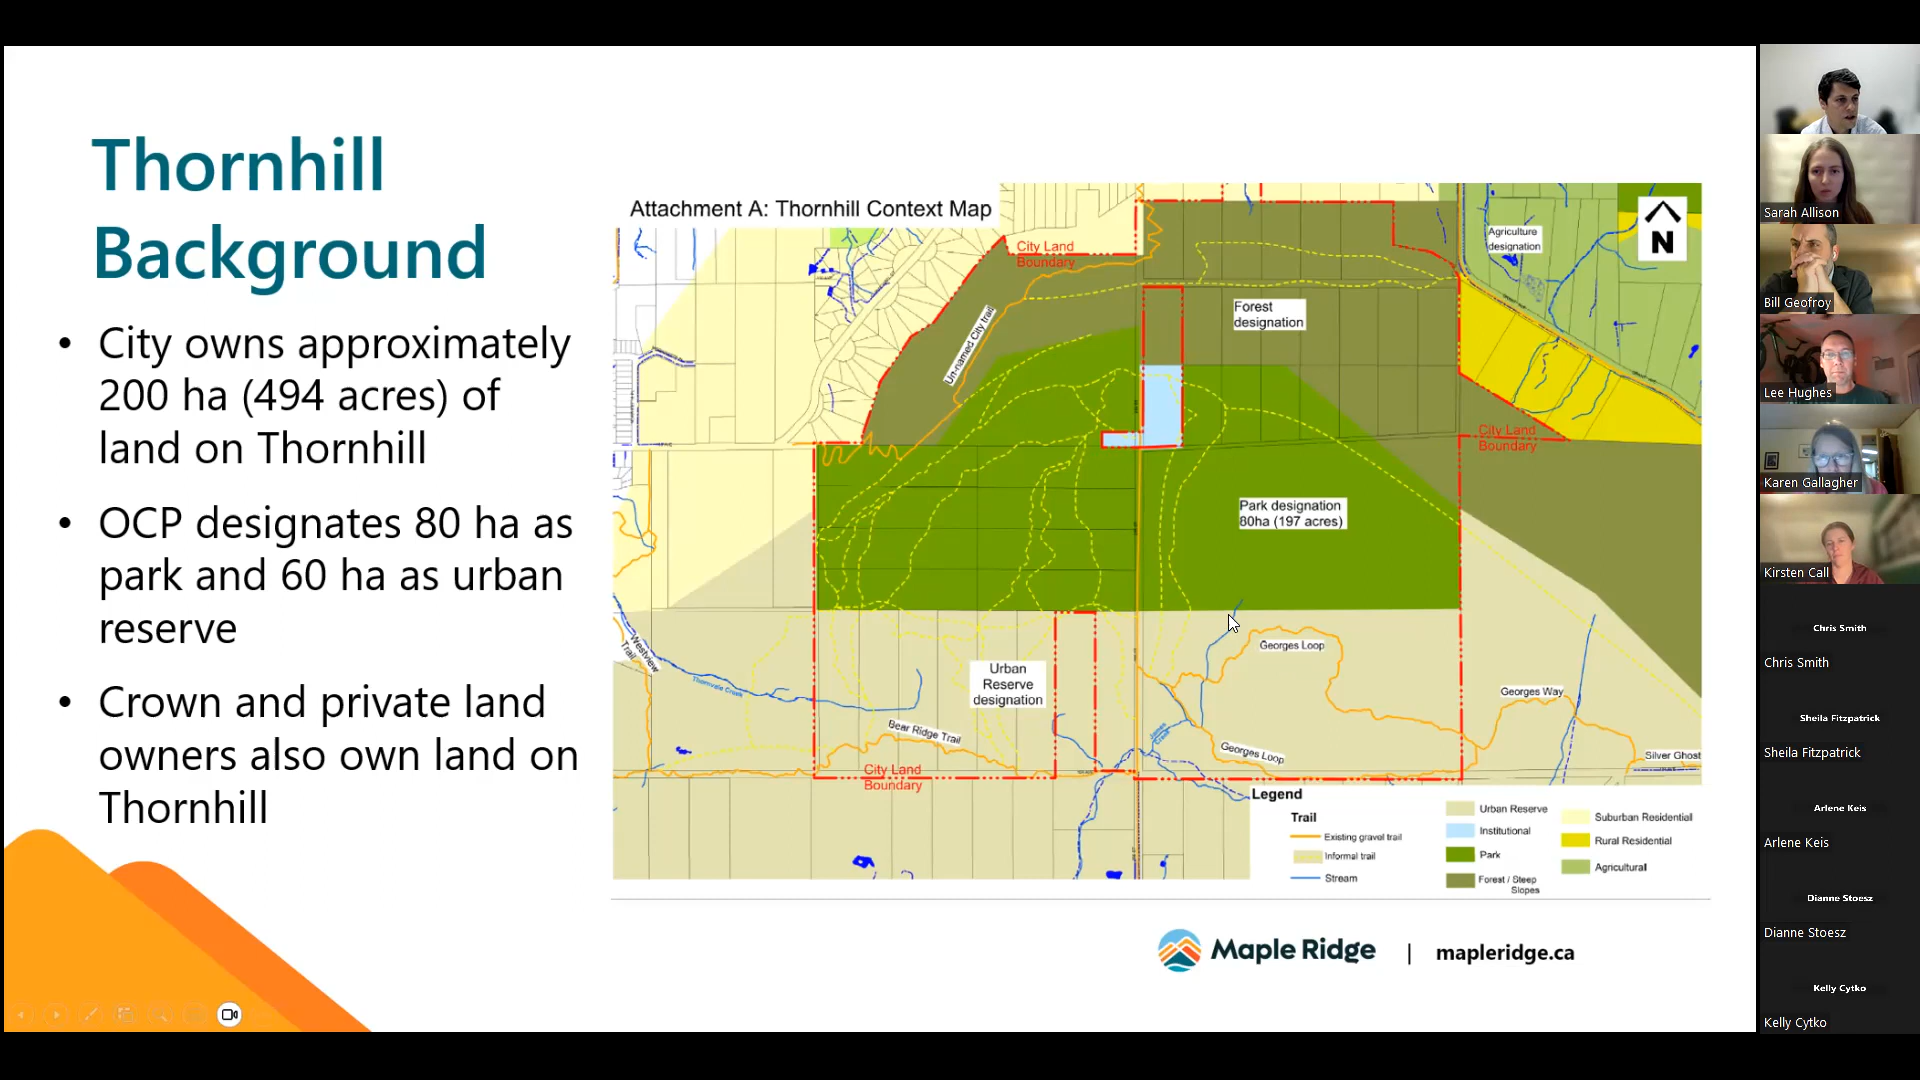 Thornhill
Background
• City owns approximately
200 ha (494 acres) of
land on Thornhill
• OCP designates 80 ha as
park and 60 ha as urban
reserve
• Crown and private land
owners also own land on
Thornhill
Attachment A: Thornhill Context Map
City Land
Boundary
Agriculture
designation
N
Forest
designation
Un-named City trail
City Land
Boundary
Park designation
80ha (197 acres)
Westview
Trail
Thornvale Creek
Urban
Reserve
designation
Georges Loop
Georges Way
Bear Ridge Trail
Georges Loop
Silver Ghost
City Land
Boundary
Legend
Trail
Existing gravel trail
Informal trail
Stream
Urban Reserve
Institutional
Park
Forest / Steep
Slopes
Suburban Residential
Rural Residential
Agricultural
Maple Ridge | mapleridge.ca
Sarah Allison
Bill Geofroy
Lee Hughes
Karen Gallagher
Kirsten Call
Chris Smith
Chris Smith
Sheila Fitzpatrick
Sheila Fitzpatrick
Arlene Keis
Arlene Keis
Dianne Stoesz
Dianne Stoesz
Kelly Cytko
Kelly Cytko